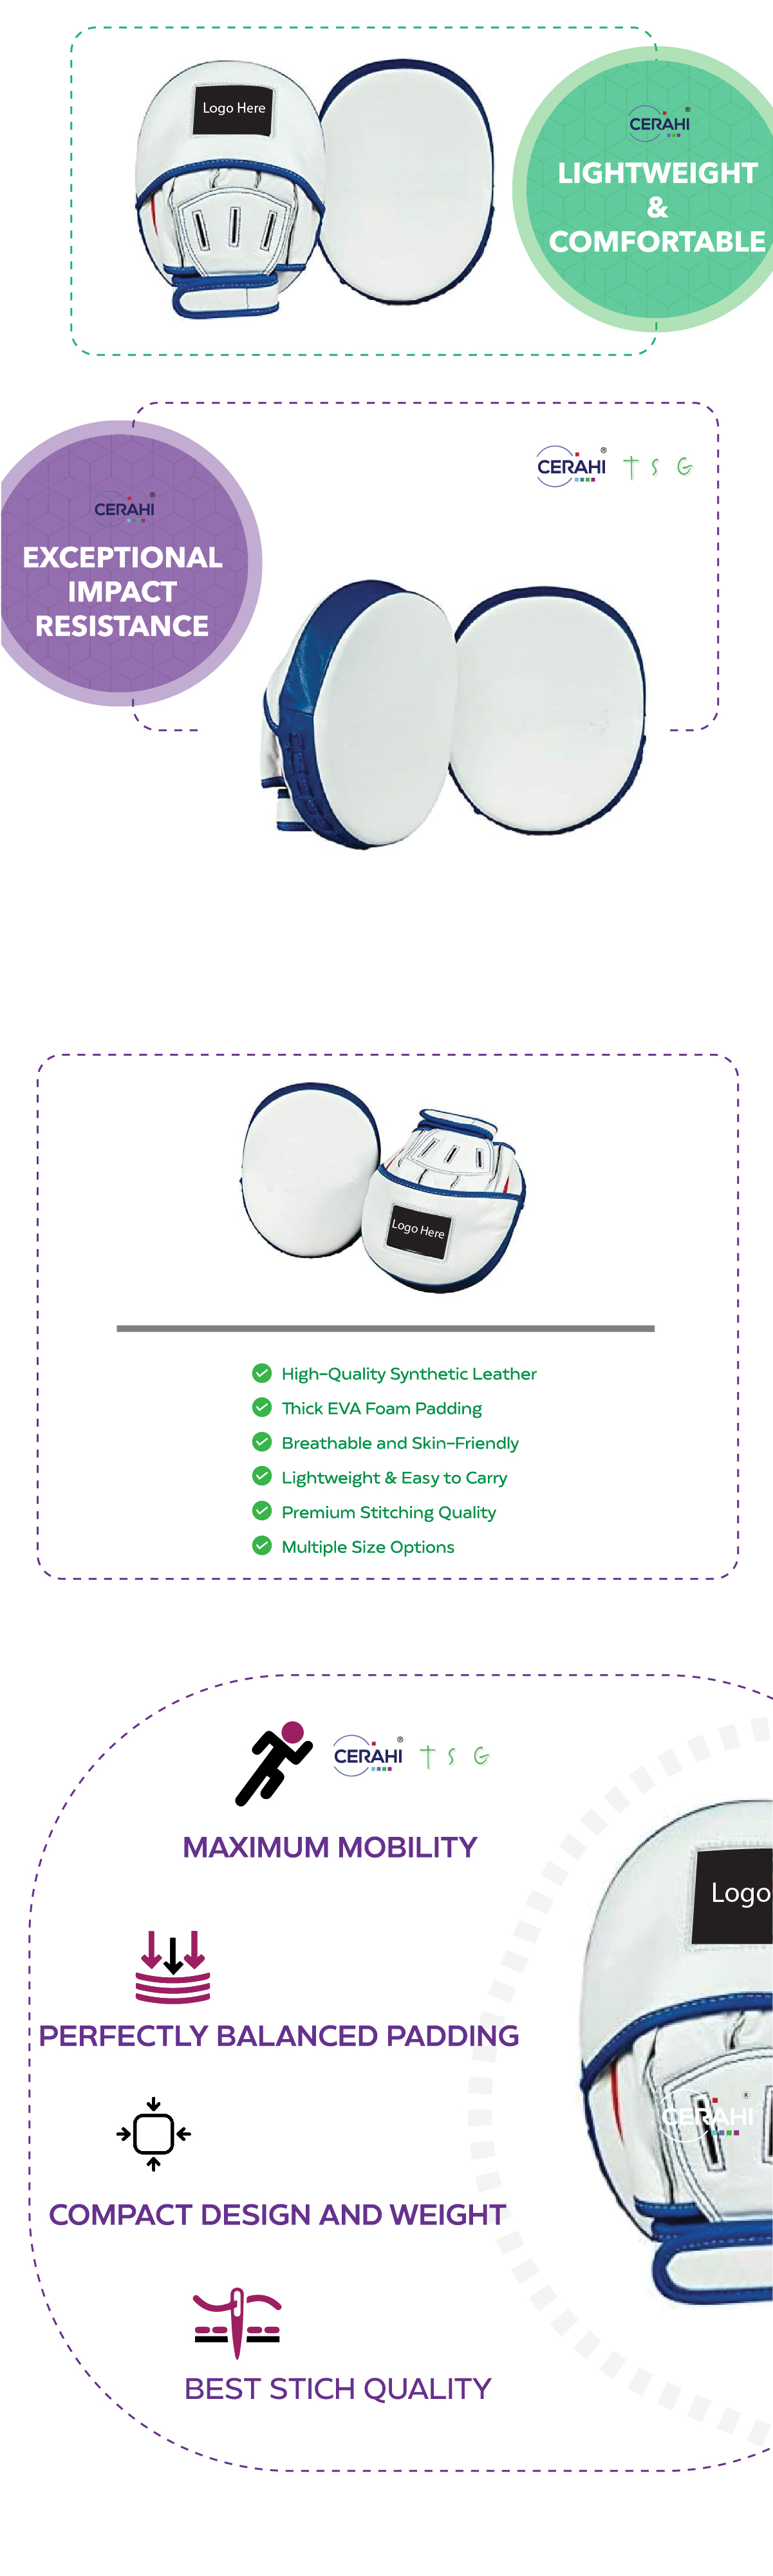 Logo Here
CERAHI
®
LIGHTWEIGHT
&
COMFORTABLE
CERAHI
®
T S G
CERAHI
®
EXCEPTIONAL
IMPACT
RESISTANCE
Logo Here
High-Quality Synthetic Leather
Thick EVA Foam Padding
Breathable and Skin-Friendly
Lightweight & Easy to Carry
Premium Stitching Quality
Multiple Size Options
CERAHI
®
T S G
MAXIMUM MOBILITY
Logo
PERFECTLY BALANCED PADDING
CERAHI
®
COMPACT DESIGN AND WEIGHT
BEST STICH QUALITY